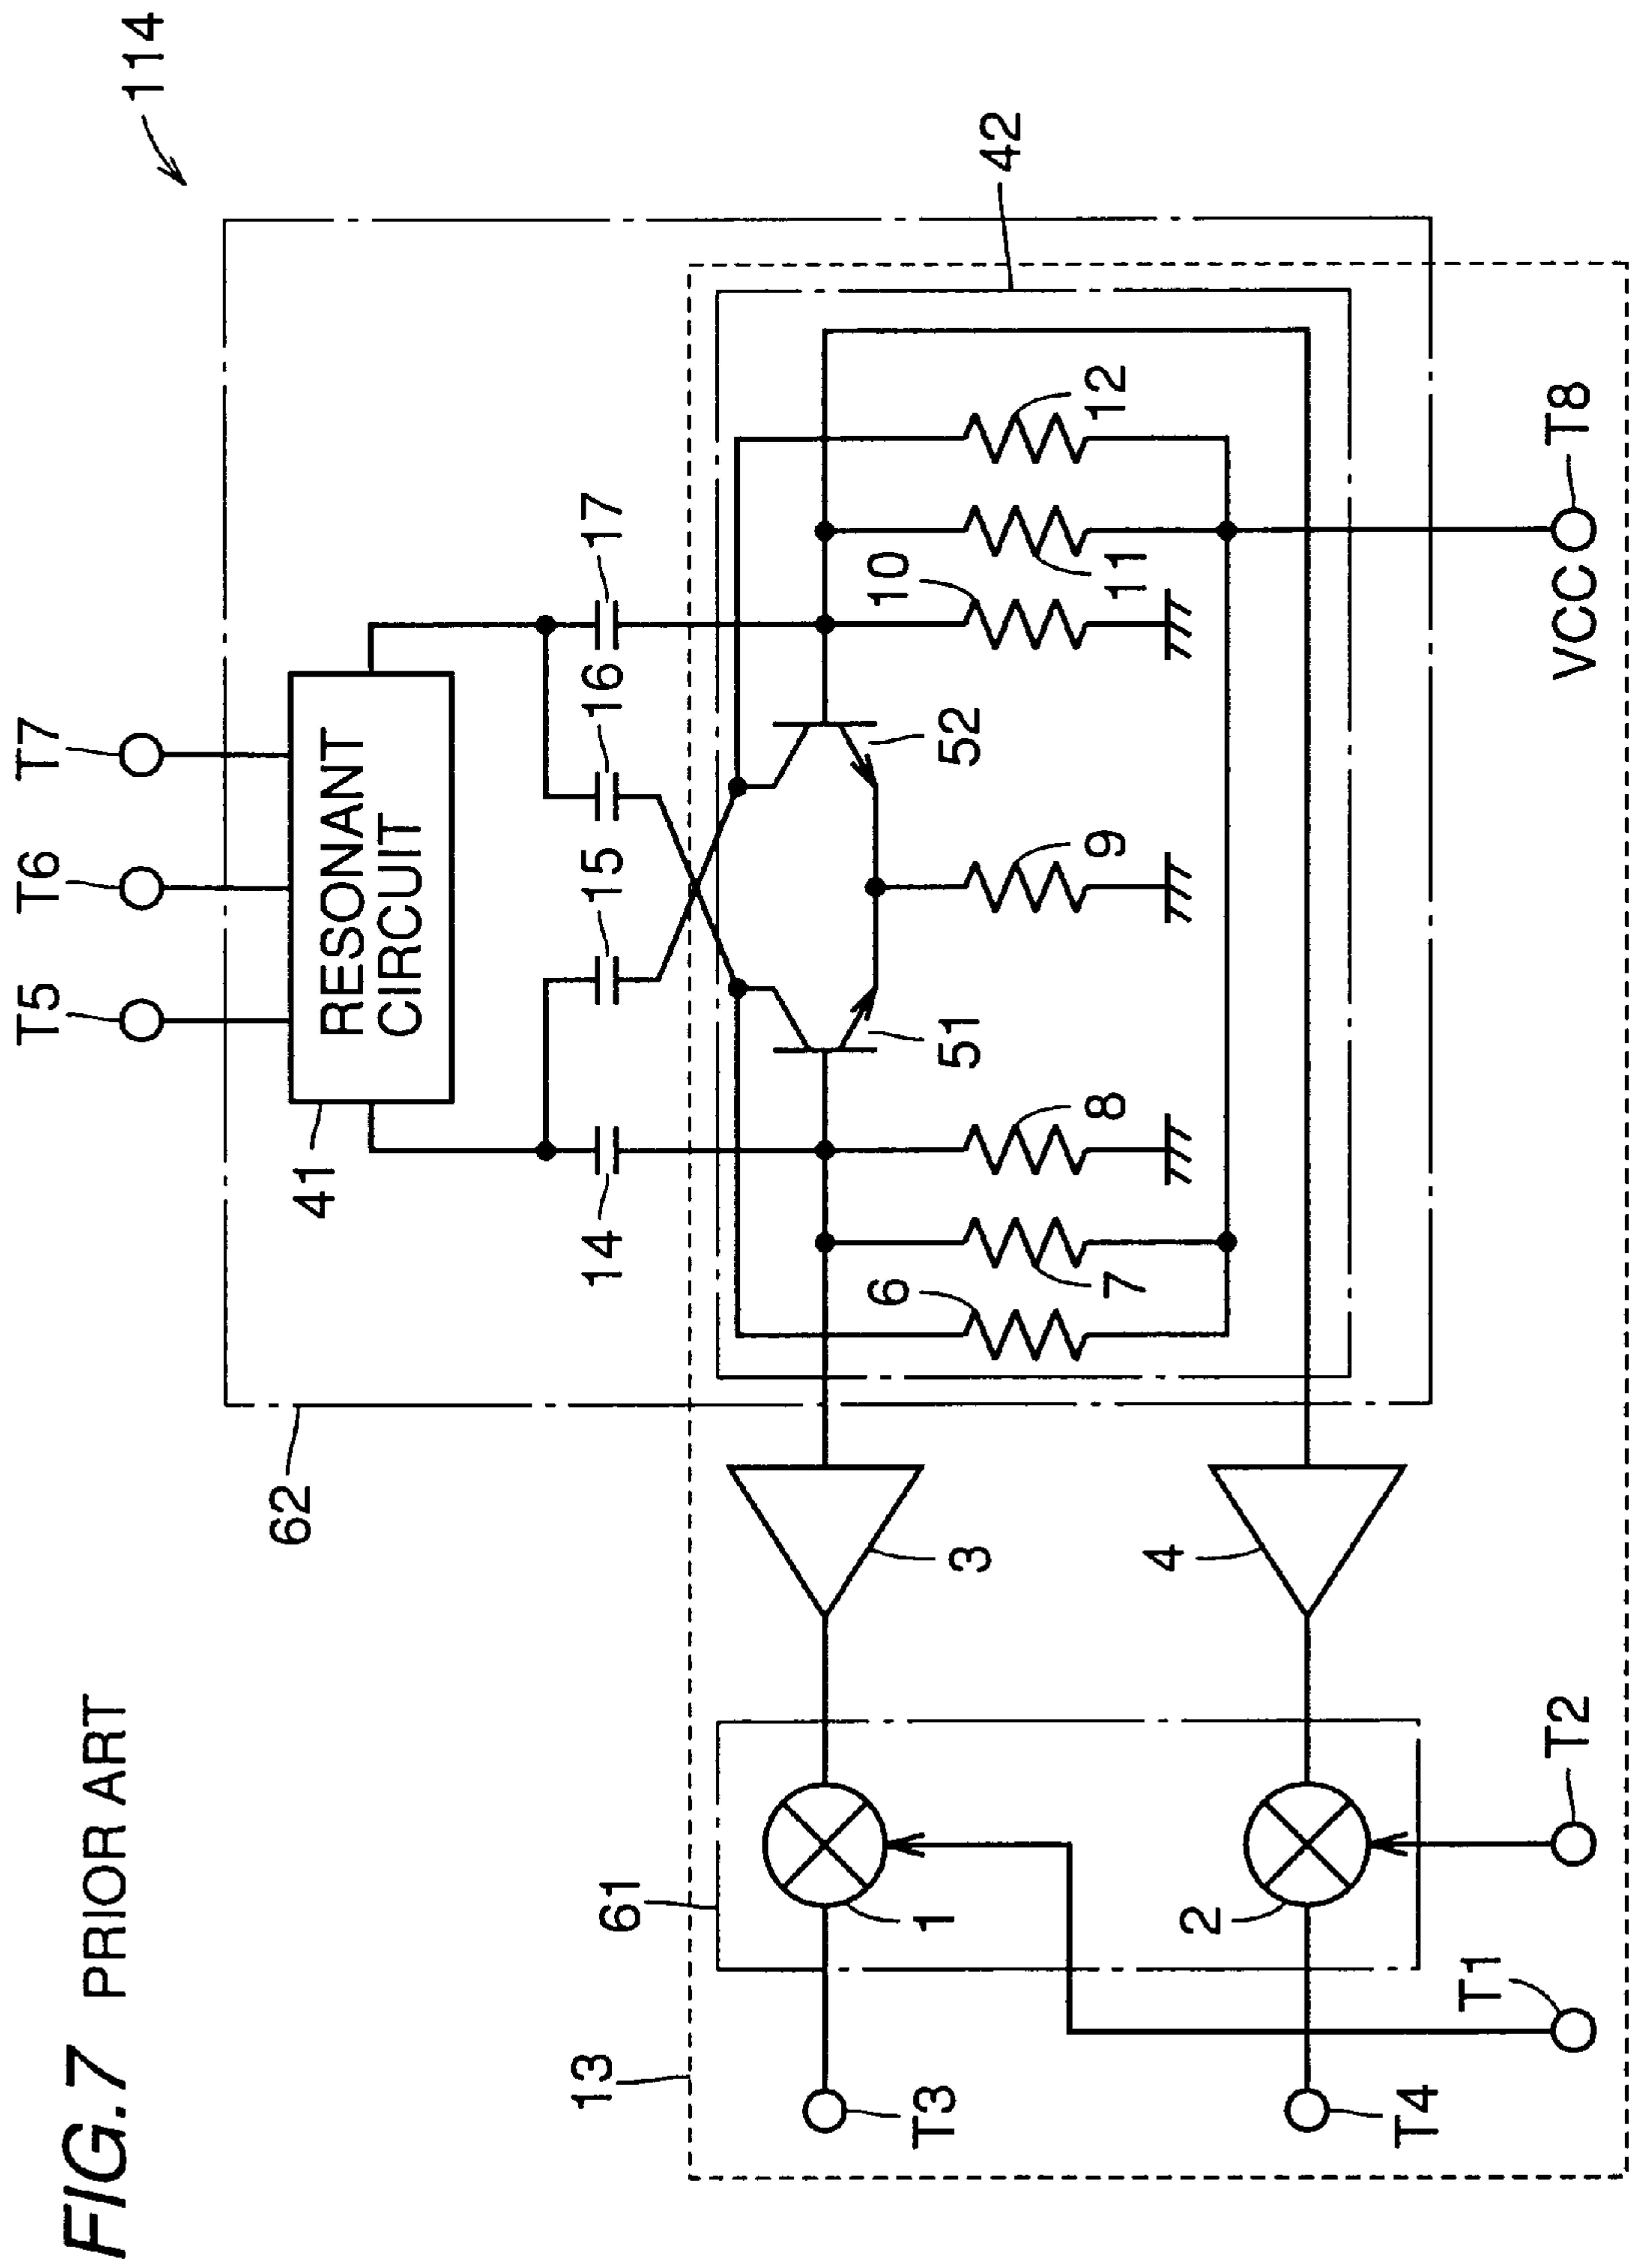 FIG.7 PRIOR ART
114
T5
T6
T7
RESONANT
CIRCUIT
41
62
14
15
16
17
42
51
52
6
7
8
9
10
11
12
3
4
61
1
2
13
T3
T4
T1
T2
VCC
T8